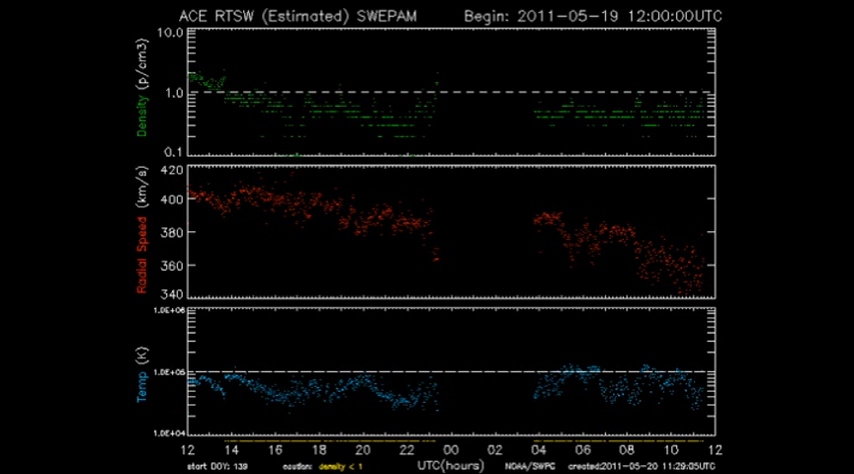 ACE RTSW (Estimated) SWEPAM Begin: 2011-05-19 12:00:00UTC
Density (p/cm3)
10.0
1.0
0.1
Radial Speed (km/s)
420
400
380
360
340
Temp (K)
1.0E+06
1.0E+05
1.0E+04
12 14 16 18 20 22 00 02 04 06 08 10 12
start DOY: 139 caution: density < 1 UTC(hours) NOAA/SWPC created:2011-05-20 11:29:05UTC